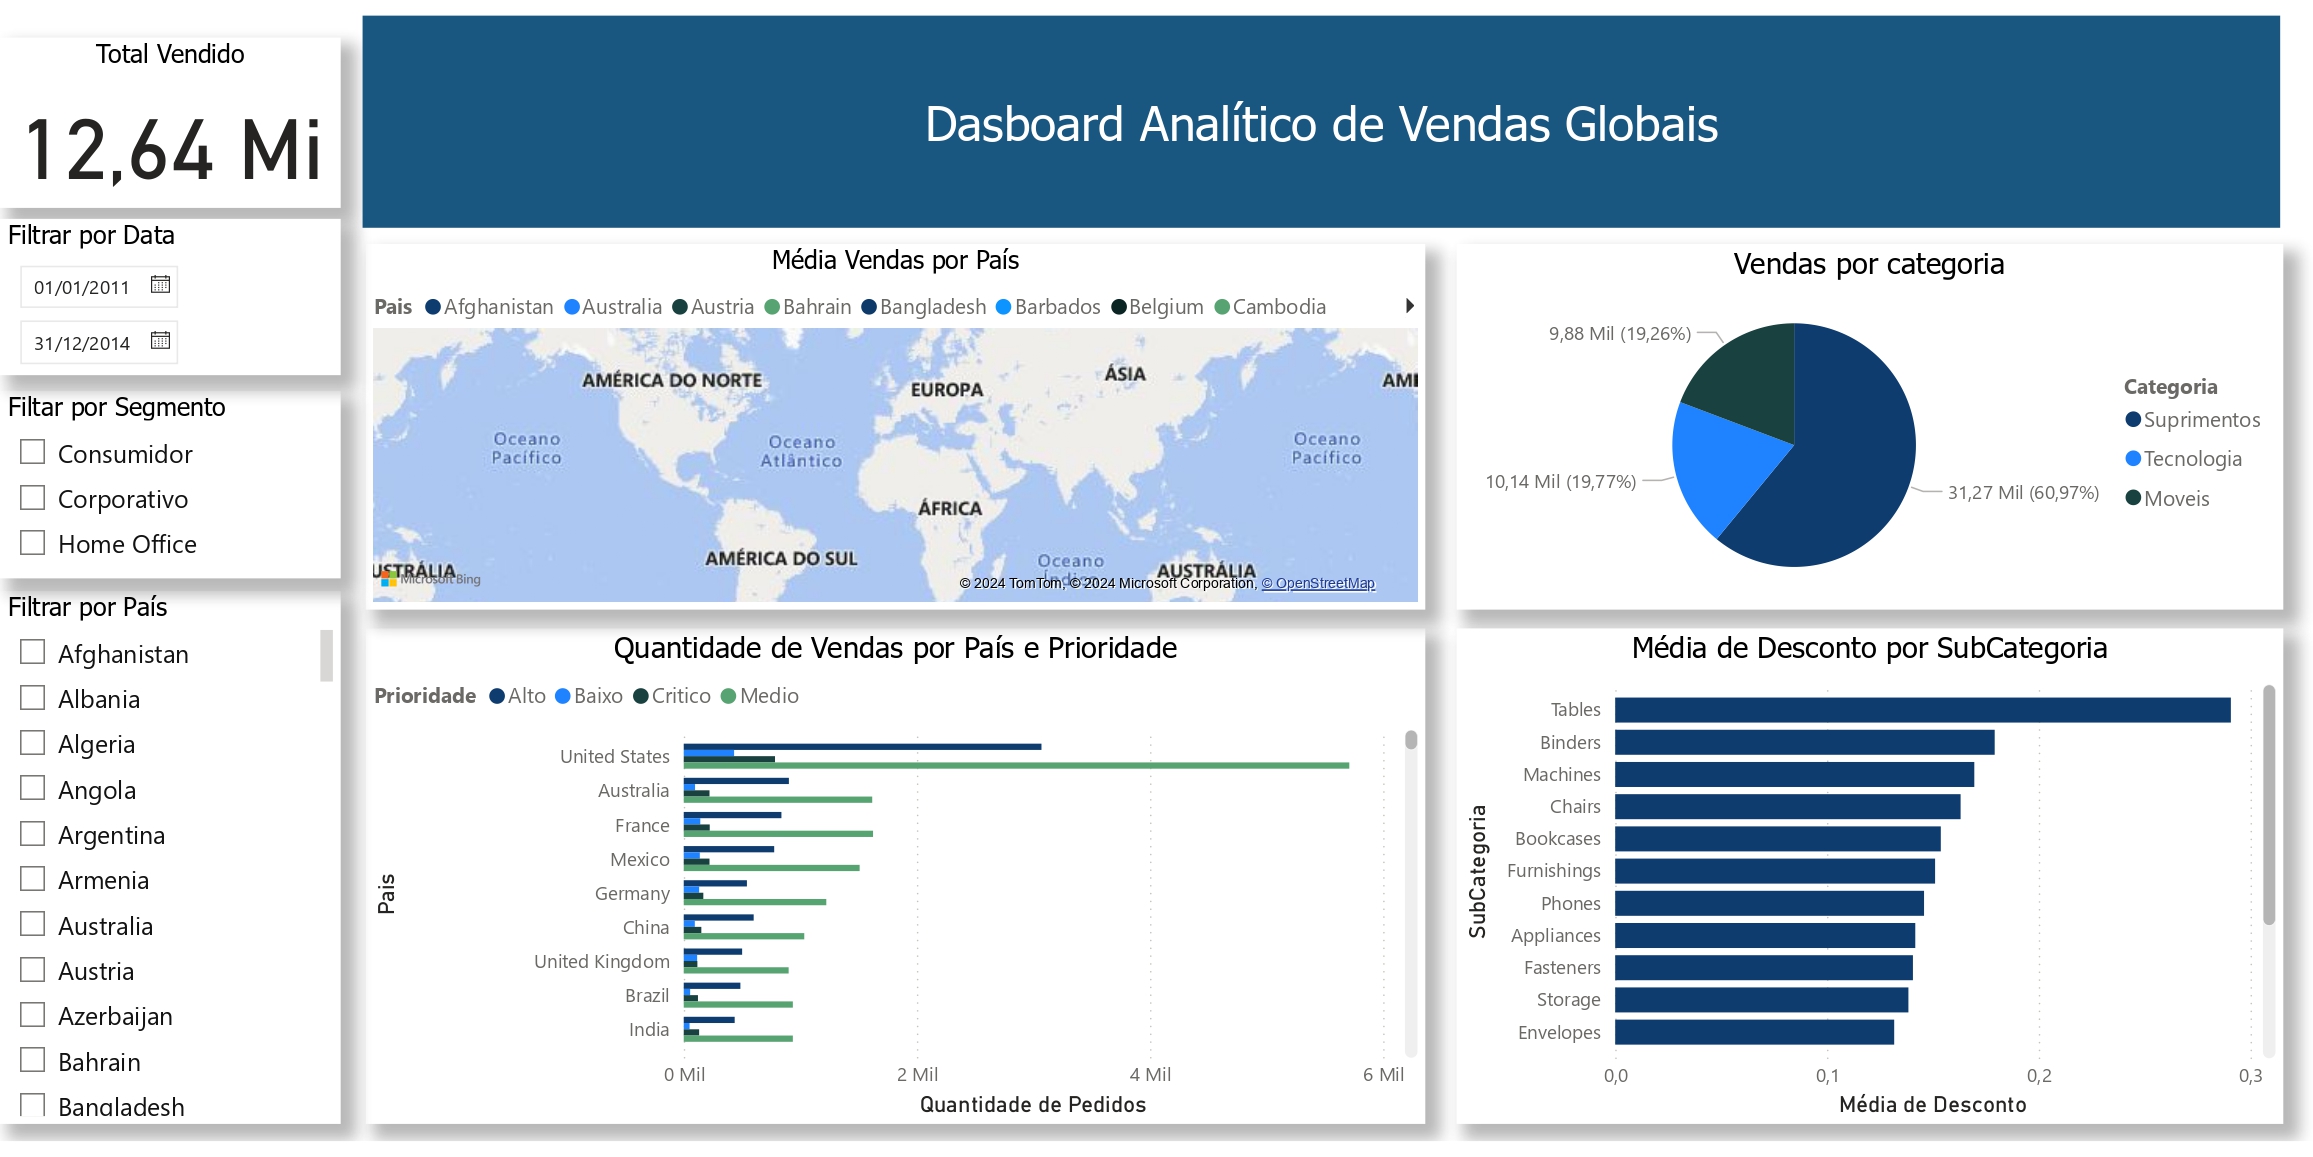 Total Vendido
12,64 Mi
Dasboard Analítico de Vendas Globais
Filtrar por Data
01/01/2011
31/12/2014
Filtar por Segmento
Consumidor
Corporativo
Home Office
Filtrar por País
Afghanistan
Albania
Algeria
Angola
Argentina
Armenia
Australia
Austria
Azerbaijan
Bahrain
Bangladesh
Média Vendas por País
Pais Afghanistan Australia Austria Bahrain Bangladesh Barbados Belgium Cambodia
AMÉRICA DO NORTE
EUROPA
ÁSIA
AMÉ
Oceano
Pacífico
Oceano
Atlântico
Oceano
Pacífico
ÁFRICA
AMÉRICA DO SUL
Oceano
Índico
USTRÁLIA
AUSTRÁLIA
Microsoft Bing
© 2024 TomTom, © 2024 Microsoft Corporation, © OpenStreetMap
Vendas por categoria
9,88 Mil (19,26%)
10,14 Mil (19,77%)
31,27 Mil (60,97%)
Categoria
Suprimentos
Tecnologia
Moveis
Quantidade de Vendas por País e Prioridade
Prioridade Alto Baixo Critico Medio
Pais
United States
Australia
France
Mexico
Germany
China
United Kingdom
Brazil
India
0 Mil 2 Mil 4 Mil 6 Mil
Quantidade de Pedidos
Média de Desconto por SubCategoria
SubCategoria
Tables
Binders
Machines
Chairs
Bookcases
Furnishings
Phones
Appliances
Fasteners
Storage
Envelopes
0,0 0,1 0,2 0,3
Média de Desconto